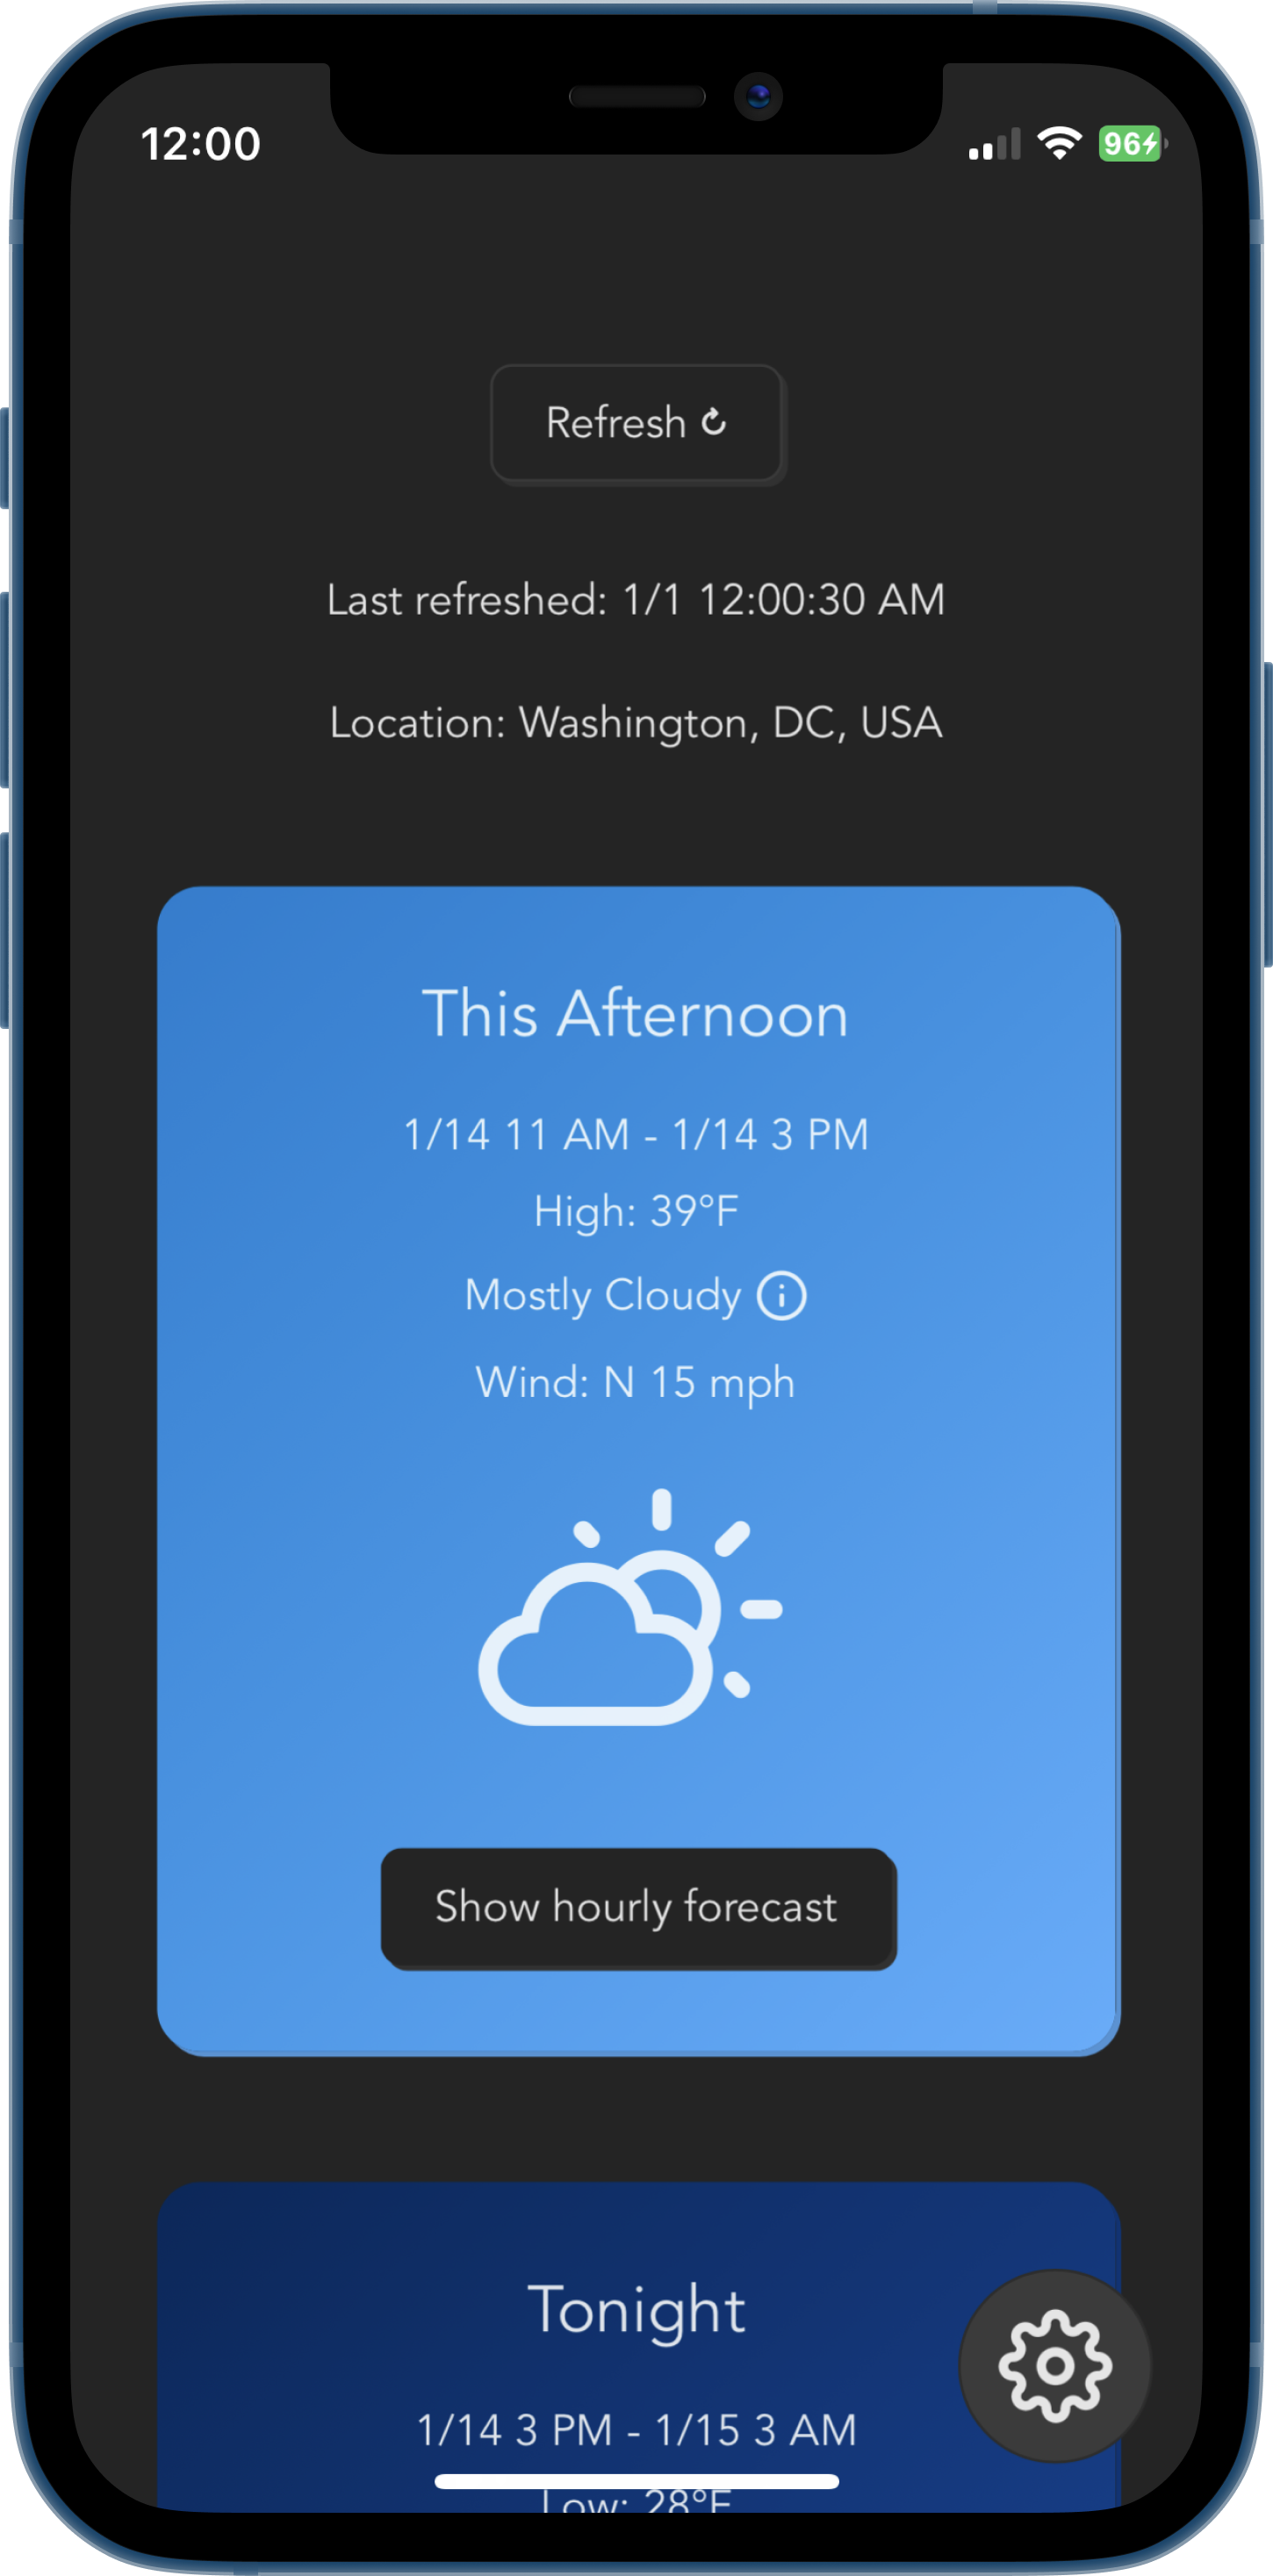 12:00
96
Refresh ↻
Last refreshed: 1/1 12:00:30 AM
Location: Washington, DC, USA
This Afternoon
1/14 11 AM - 1/14 3 PM
High: 39°F
Mostly Cloudy
Wind: N 15 mph
Show hourly forecast
Tonight
1/14 3 PM - 1/15 3 AM
Low: 28°F